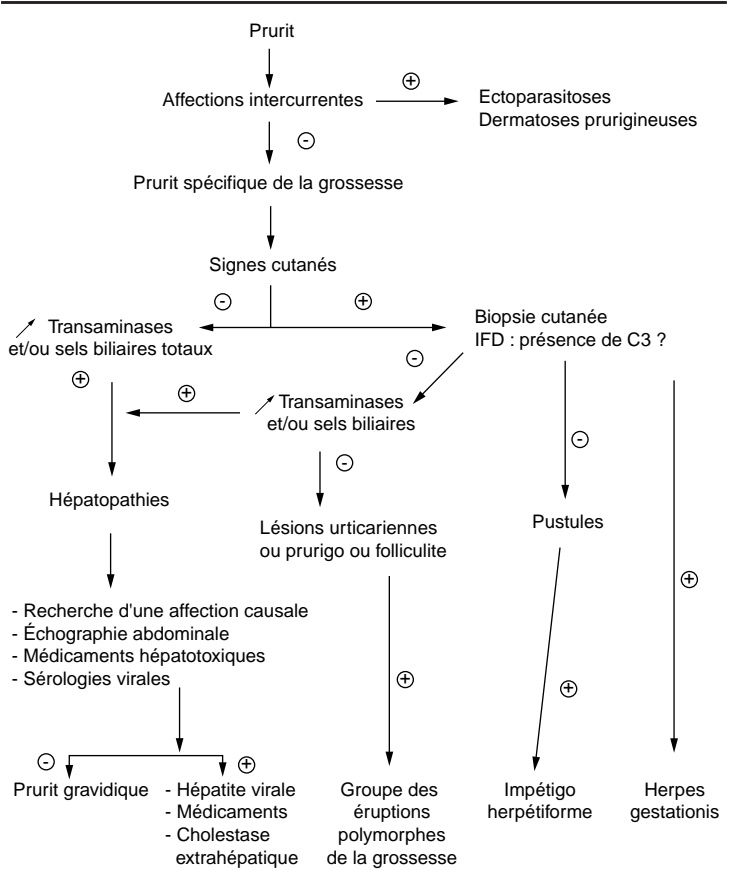 Prurit
Affections intercurrentes
⊕
Ectoparasitoses
Dermatoses prurigineuses
⊖
Prurit spécifique de la grossesse
Signes cutanés
⊖
⊕
Transaminases
et/ou sels biliaires totaux
Biopsie cutanée
IFD : présence de C3 ?
⊖
⊕
⊕
Transaminases
et/ou sels biliaires
⊖
⊖
Hépatopathies
Lésions urticariennes
ou prurigo ou folliculite
Pustules
⊕
- Recherche d'une affection causale
- Échographie abdominale
- Médicaments hépatotoxiques
- Sérologies virales
⊕
⊕
⊖
⊕
Prurit gravidique
- Hépatite virale
- Médicaments
- Cholestase
extrahépatique
Groupe des
éruptions
polymorphes
de la grossesse
Impétigo
herpétiforme
Herpes
gestationis